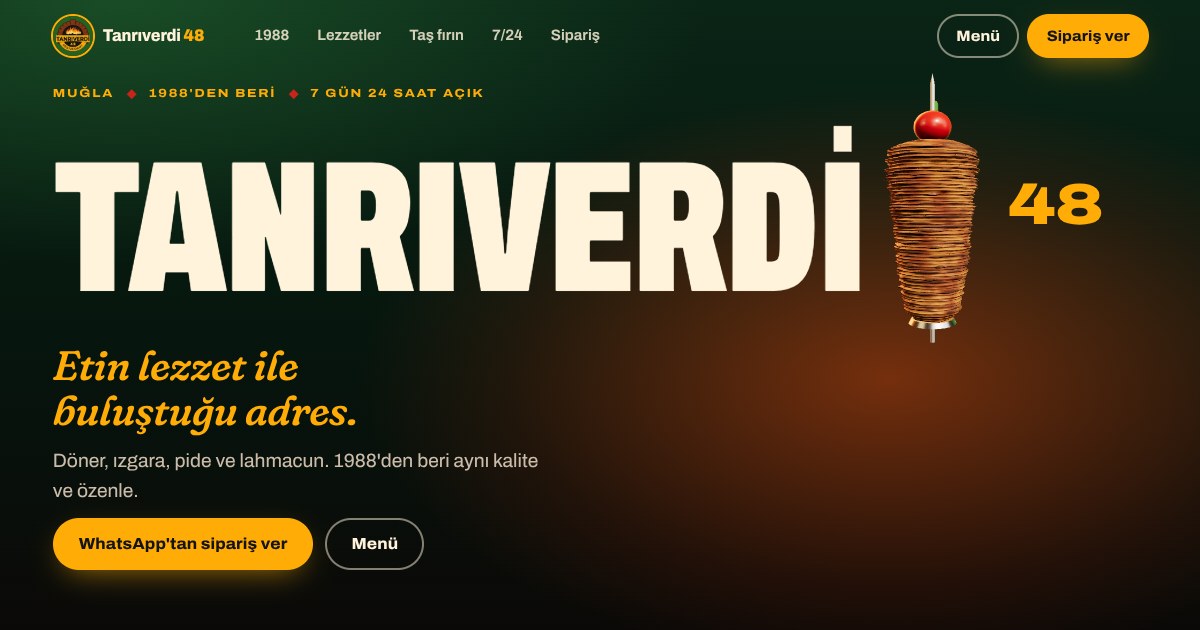 TANRIVERDİ
Tanrıverdi 48
1988
Lezzetler
Taş fırın
7/24
Sipariş
Menü
Sipariş ver
MUĞLA ◆ 1988'DEN BERİ ◆ 7 GÜN 24 SAAT AÇIK
TANRIVERDİ
48
Etin lezzet ile
buluştuğu adres.
Döner, ızgara, pide ve lahmacun. 1988'den beri aynı kalite
ve özenle.
WhatsApp'tan sipariş ver
Menü